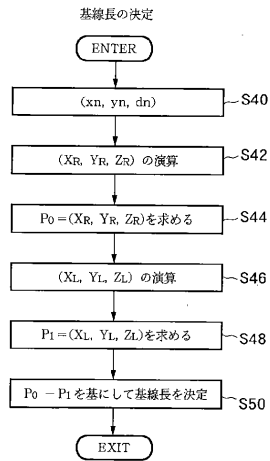 基線長の決定
ENTER
(xn, yn, dn)
S40
(XR, YR, ZR) の演算
S42
P0=(XR, YR, ZR)を求める
S44
(XL, YL, ZL) の演算
S46
P1=(XL, YL, ZL)を求める
S48
P0 −P1を基にして基線長を決定
S50
EXIT